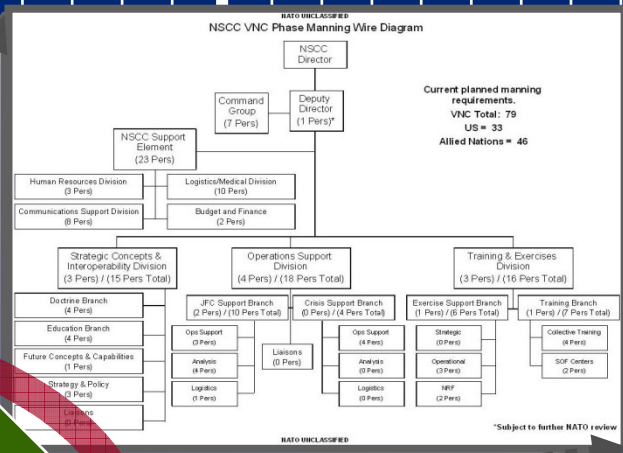 NATO UNCLASSIFIED
NSCC VNC Phase Manning Wire Diagram
NSCC
Director
Command
Group
(7 Pers)
Deputy
Director
(1 Pers)*
Current planned manning
requirements.
VNC Total: 79
US = 33
Allied Nations = 46
NSCC Support
Element
(23 Pers)
Human Resources Division
(3 Pers)
Logistics/Medical Division
(10 Pers)
Communications Support Division
(8 Pers)
Budget and Finance
(2 Pers)
Strategic Concepts &
Interoperability Division
(3 Pers) / (15 Pers Total)
Operations Support
Division
(4 Pers) / (18 Pers Total)
Training & Exercises
Division
(3 Pers) / (16 Pers Total)
Doctrine Branch
(4 Pers)
Education Branch
(4 Pers)
Future Concepts & Capabilities
(1 Pers)
Strategy & Policy
(3 Pers)
Liaisons
(0 Pers)
JFC Support Branch
(2 Pers) / (10 Pers Total)
Ops Support
(3 Pers)
Analysis
(4 Pers)
Logistics
(1 Pers)
Liaisons
(0 Pers)
Crisis Support Branch
(0 Pers) / (4 Pers Total)
Ops Support
(4 Pers)
Analysis
(0 Pers)
Logistics
(0 Pers)
Exercise Support Branch
(1 Pers) / (6 Pers Total)
Strategic
(0 Pers)
Operational
(3 Pers)
NRF
(2 Pers)
Training Branch
(1 Pers) / (7 Pers Total)
Collective Training
(4 Pers)
SOF Centers
(2 Pers)
*Subject to further NATO review
NATO UNCLASSIFIED